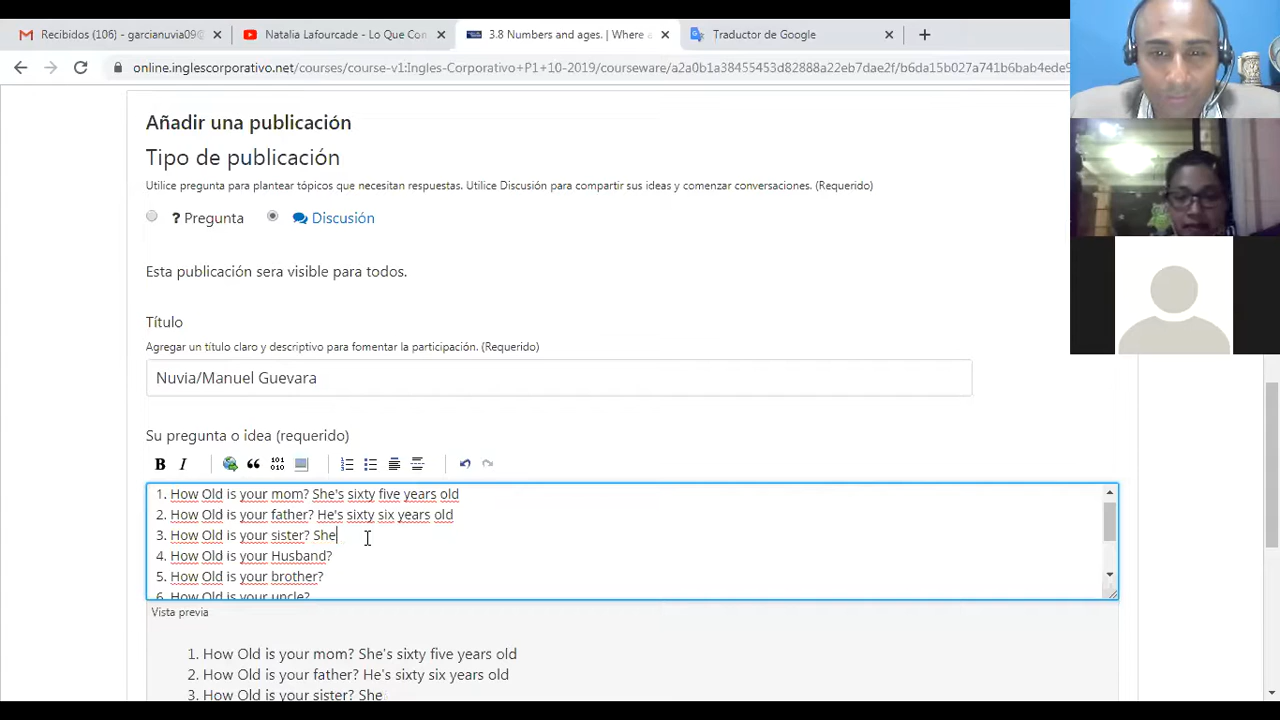 Recibidos (106) - garcianuvia09@
Natalia Lafourcade - Lo Que Con
3.8 Numbers and ages. | Where a
Traductor de Google
online.inglescorporativo.net/courses/course-v1:Ingles-Corporativo+P1+10-2019/courseware/a2a0b1a38455453d82888a22eb7dae2f/b6da15b027a741b6bab4ede9
Añadir una publicación
Tipo de publicación
Utilice pregunta para plantear tópicos que necesitan respuestas. Utilice Discusión para compartir sus ideas y comenzar conversaciones. (Requerido)
? Pregunta
Discusión
Esta publicación sera visible para todos.
Título
Agregar un título claro y descriptivo para fomentar la participación. (Requerido)
Nuvia/Manuel Guevara
Su pregunta o idea (requerido)
B I 101 010
1. How Old is your mom? She's sixty five years old
2. How Old is your father? He's sixty six years old
3. How Old is your sister? She
4. How Old is your Husband?
5. How Old is your brother?
6. How Old is your uncle?
Vista previa
1. How Old is your mom? She's sixty five years old
2. How Old is your father? He's sixty six years old
3. How Old is your sister? She